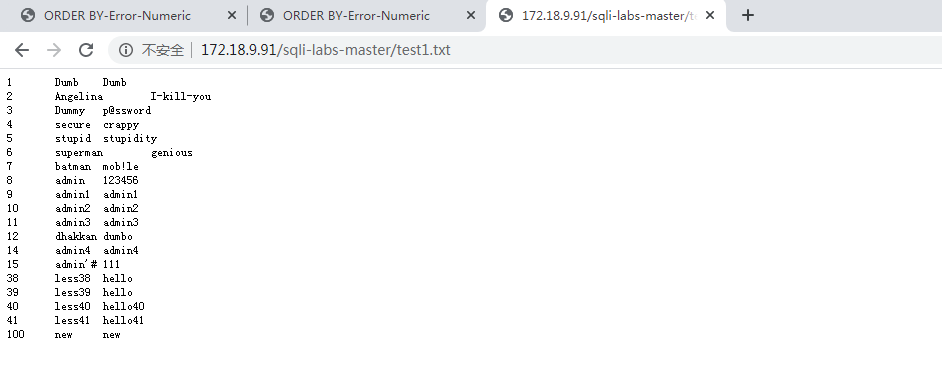 ORDER BY-Error-Numeric
ORDER BY-Error-Numeric
172.18.9.91/sqli-labs-master/te
不安全 172.18.9.91/sqli-labs-master/test1.txt
1 Dumb Dumb
2 Angelina I-kill-you
3 Dummy p@ssword
4 secure crappy
5 stupid stupidity
6 superman genious
7 batman mob!le
8 admin 123456
9 admin1 admin1
10 admin2 admin2
11 admin3 admin3
12 dhakkan dumbo
14 admin4 admin4
15 admin'# 111
38 less38 hello
39 less39 hello
40 less40 hello40
41 less41 hello41
100 new new